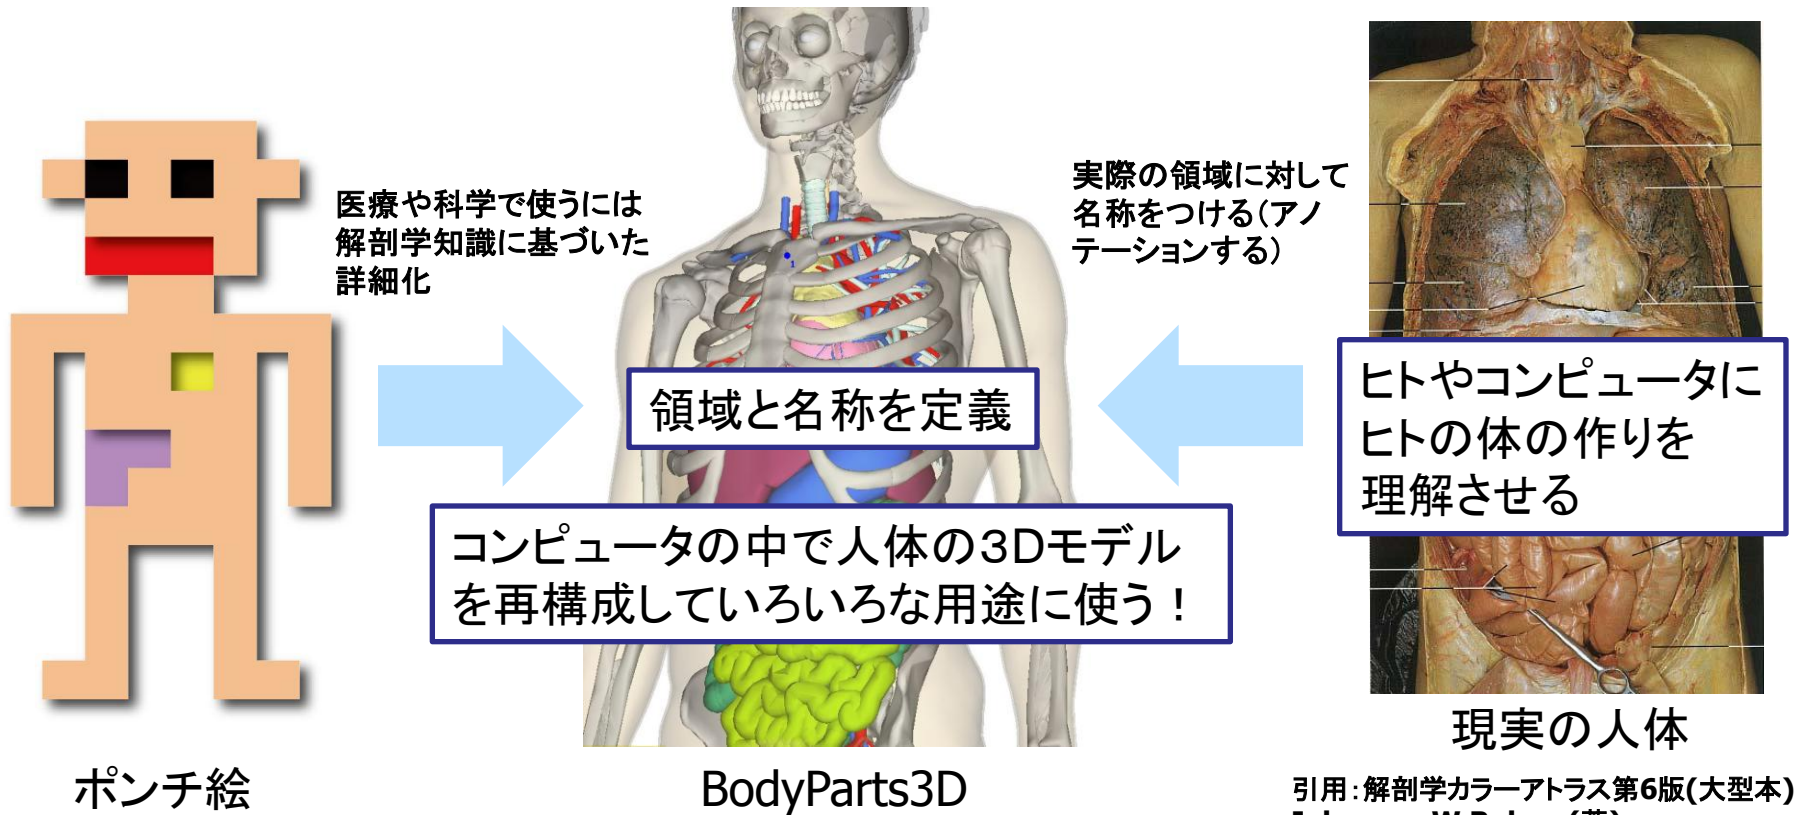 医療や科学で使うには
解剖学知識に基づいた
詳細化
実際の領域に対して
名称をつける(アノ
テーションする)
領域と名称を定義
ヒトやコンピュータに
ヒトの体の作りを
理解させる
コンピュータの中で人体の3Dモデル
を再構成していろいろな用途に使う!
ポンチ絵
BodyParts3D
現実の人体
引用:解剖学カラーアトラス第6版(大型本)